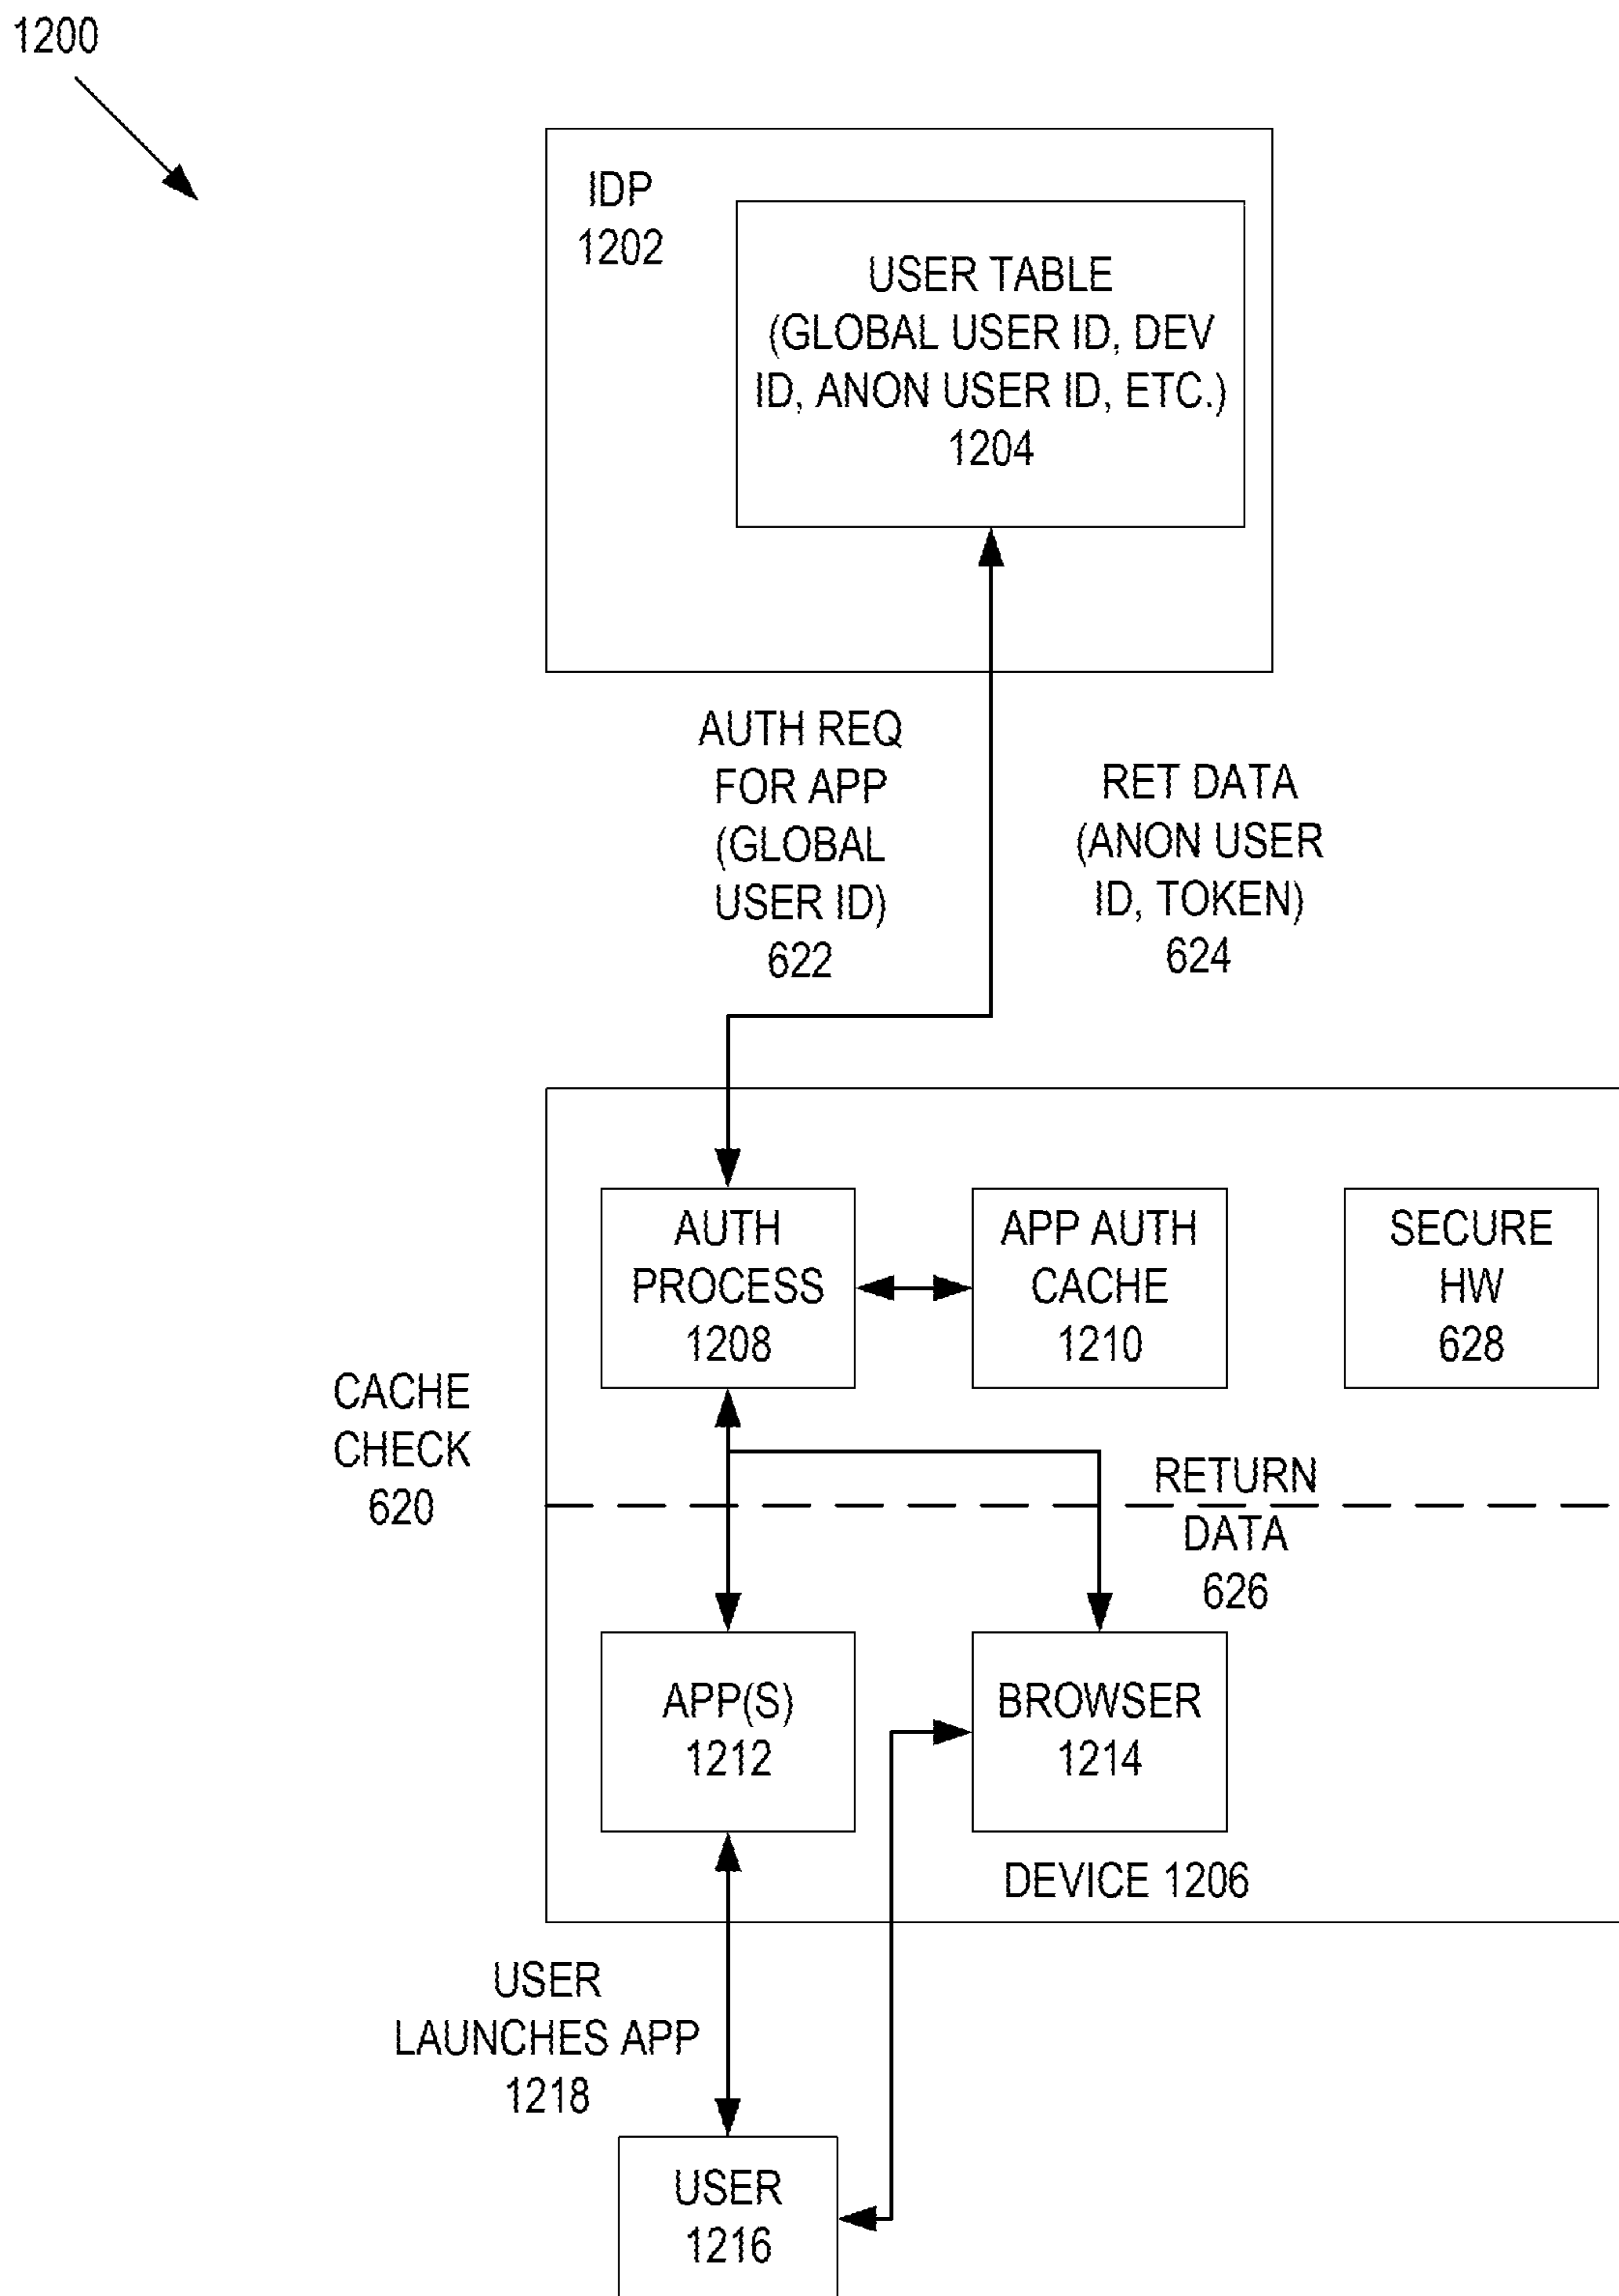 1200
IDP
1202
USER TABLE
(GLOBAL USER ID, DEV
ID, ANON USER ID, ETC.)
1204
AUTH REQ
FOR APP
(GLOBAL
USER ID)
622
RET DATA
(ANON USER
ID, TOKEN)
624
AUTH
PROCESS
1208
APP AUTH
CACHE
1210
SECURE
HW
628
CACHE
CHECK
620
RETURN
DATA
626
APP(S)
1212
BROWSER
1214
DEVICE 1206
USER
LAUNCHES APP
1218
USER
1216